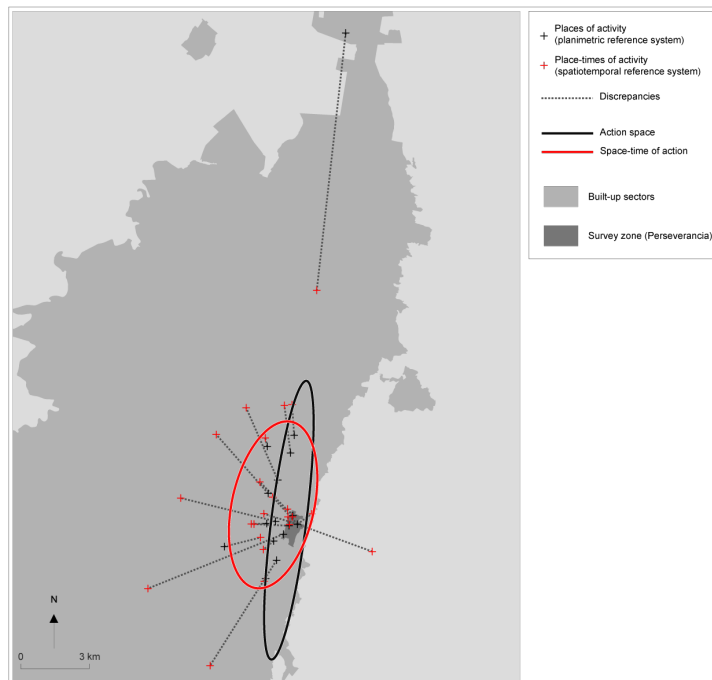 Places of activity
(planimetric reference system)
Place-times of activity
(spatiotemporal reference system)
Discrepancies
Action space
Space-time of action
Built-up sectors
Survey zone (Perseverancia)
N
0 3 km